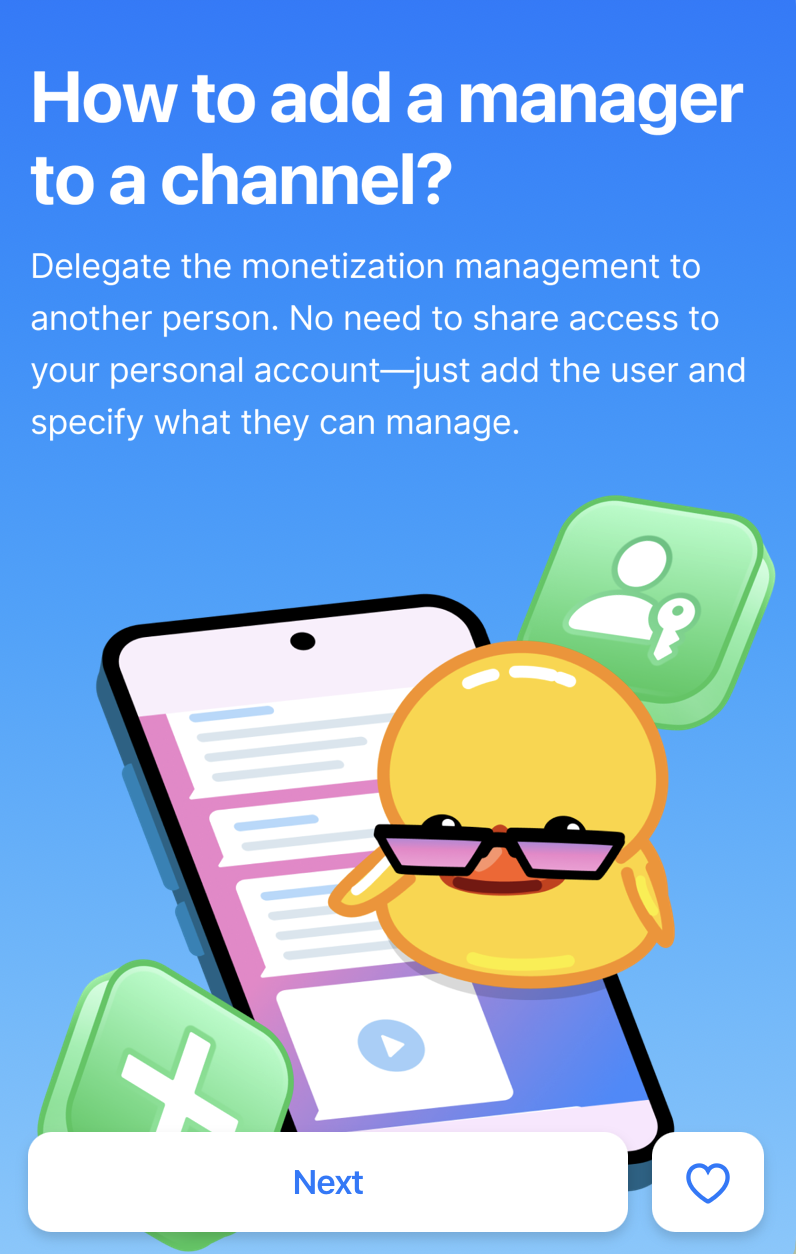 How to add a manager
to a channel?
Delegate the monetization management to
another person. No need to share access to
your personal account—just add the user and
specify what they can manage.
Next